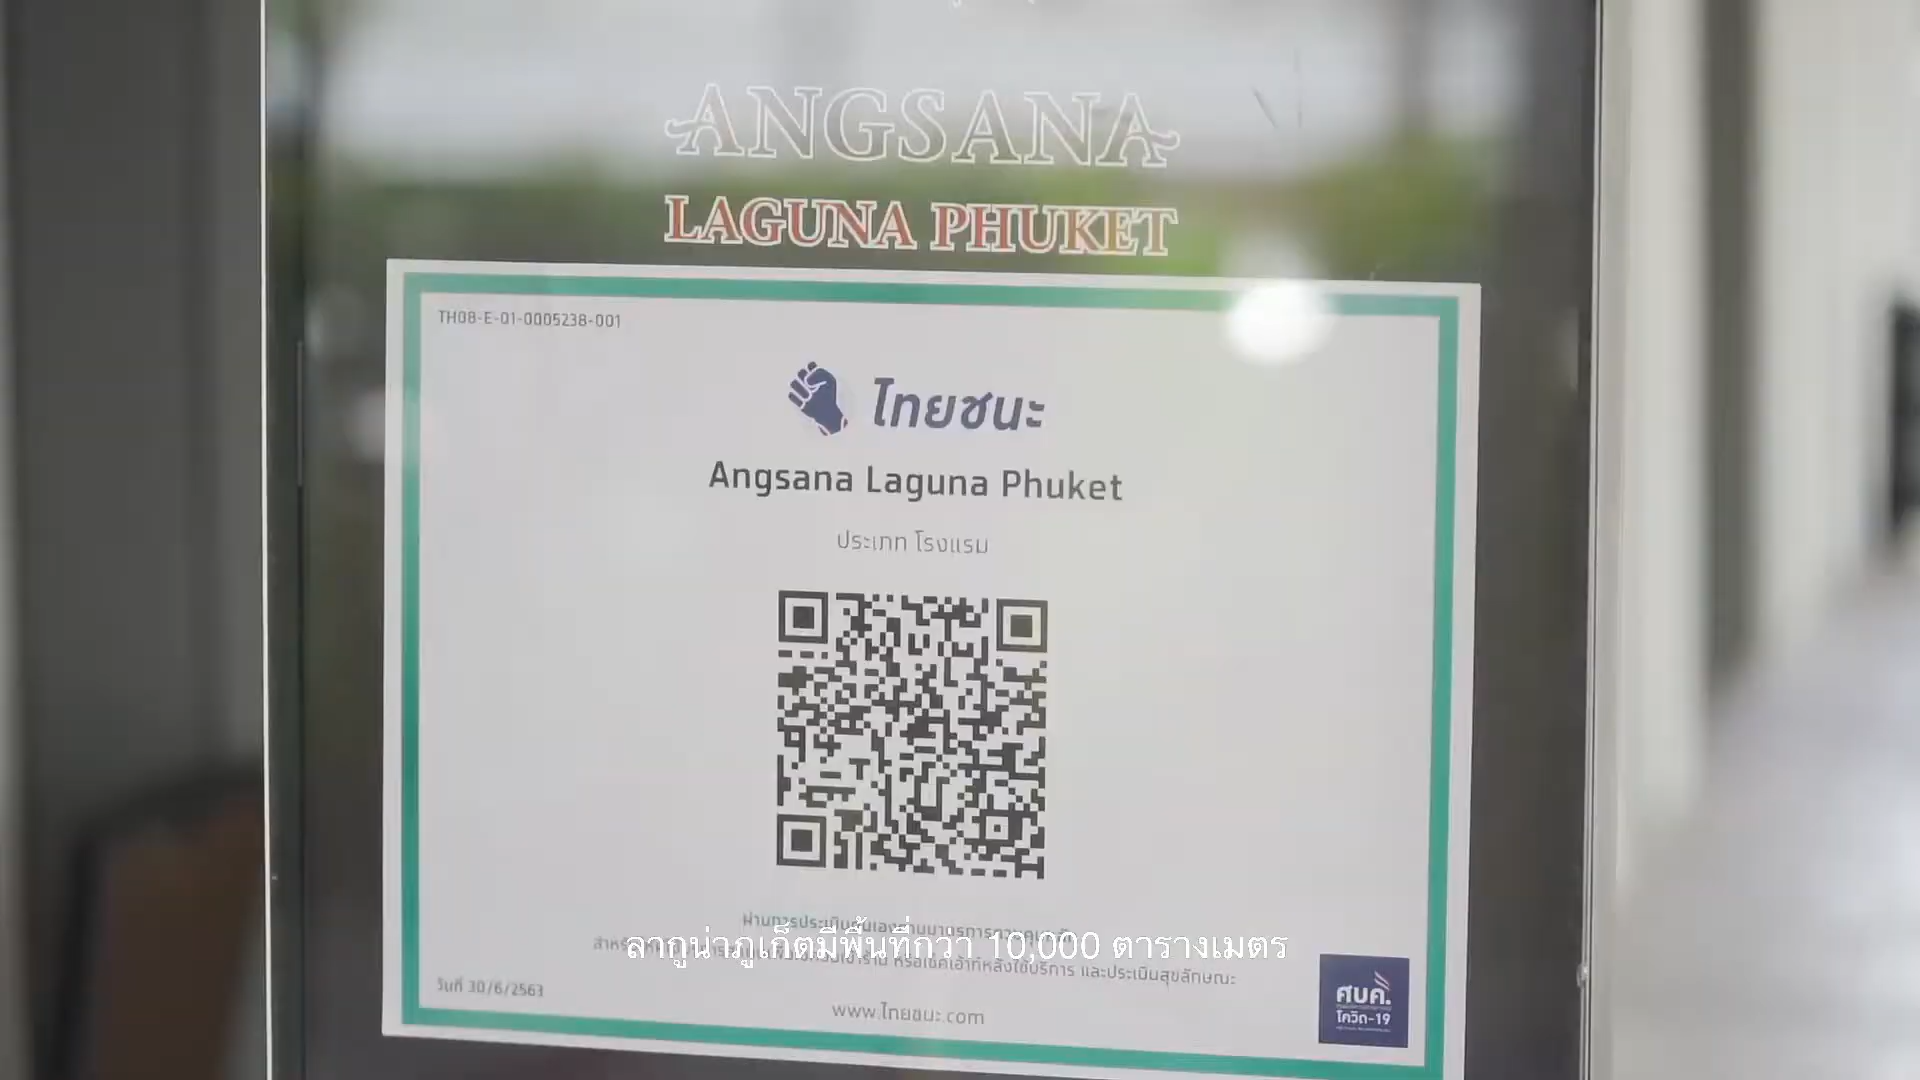 ANGSANA
LAGUNA PHUKET
TH08-E-01-0005238-001
ไทยชนะ
Angsana Laguna Phuket
ประเภท โรงแรม
ลากูน่าภูเก็ตมีพื้นที่กว่า 10,000 ตารางเมตร
หรือเช็คเอ้าท์หลังใช้บริการ และประเมินสุขลักษณะ
วันที่ 30/6/2563
www.ไทยชนะ.com
ศบค.
โควิด-19